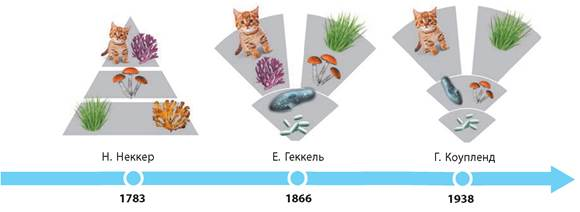 Н. Неккер
Е. Геккель
Г. Коупленд
1783
1866
1938